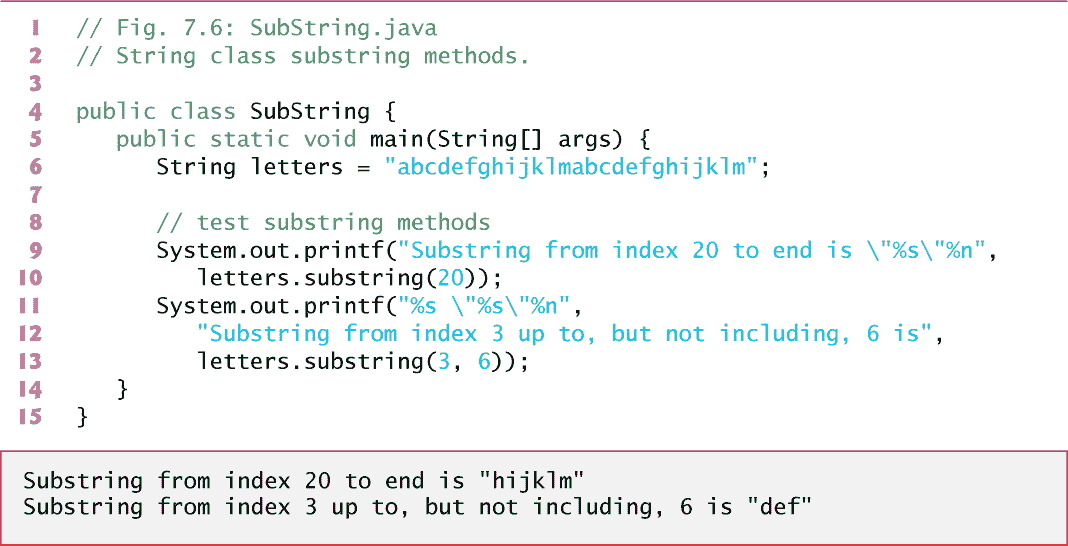 1 // Fig. 7.6: SubString.java
2 // String class substring methods.
3
4 public class SubString {
5    public static void main(String[] args) {
6       String letters = "abcdefghijklmabcdefghijklm";
7
8       // test substring methods
9       System.out.printf("Substring from index 20 to end is \"%s\"%n",
10          letters.substring(20));
11       System.out.printf("%s \"%s\"%n",
12          "Substring from index 3 up to, but not including, 6 is",
13          letters.substring(3, 6));
14    }
15 }
Substring from index 20 to end is "hijklm"
Substring from index 3 up to, but not including, 6 is "def"